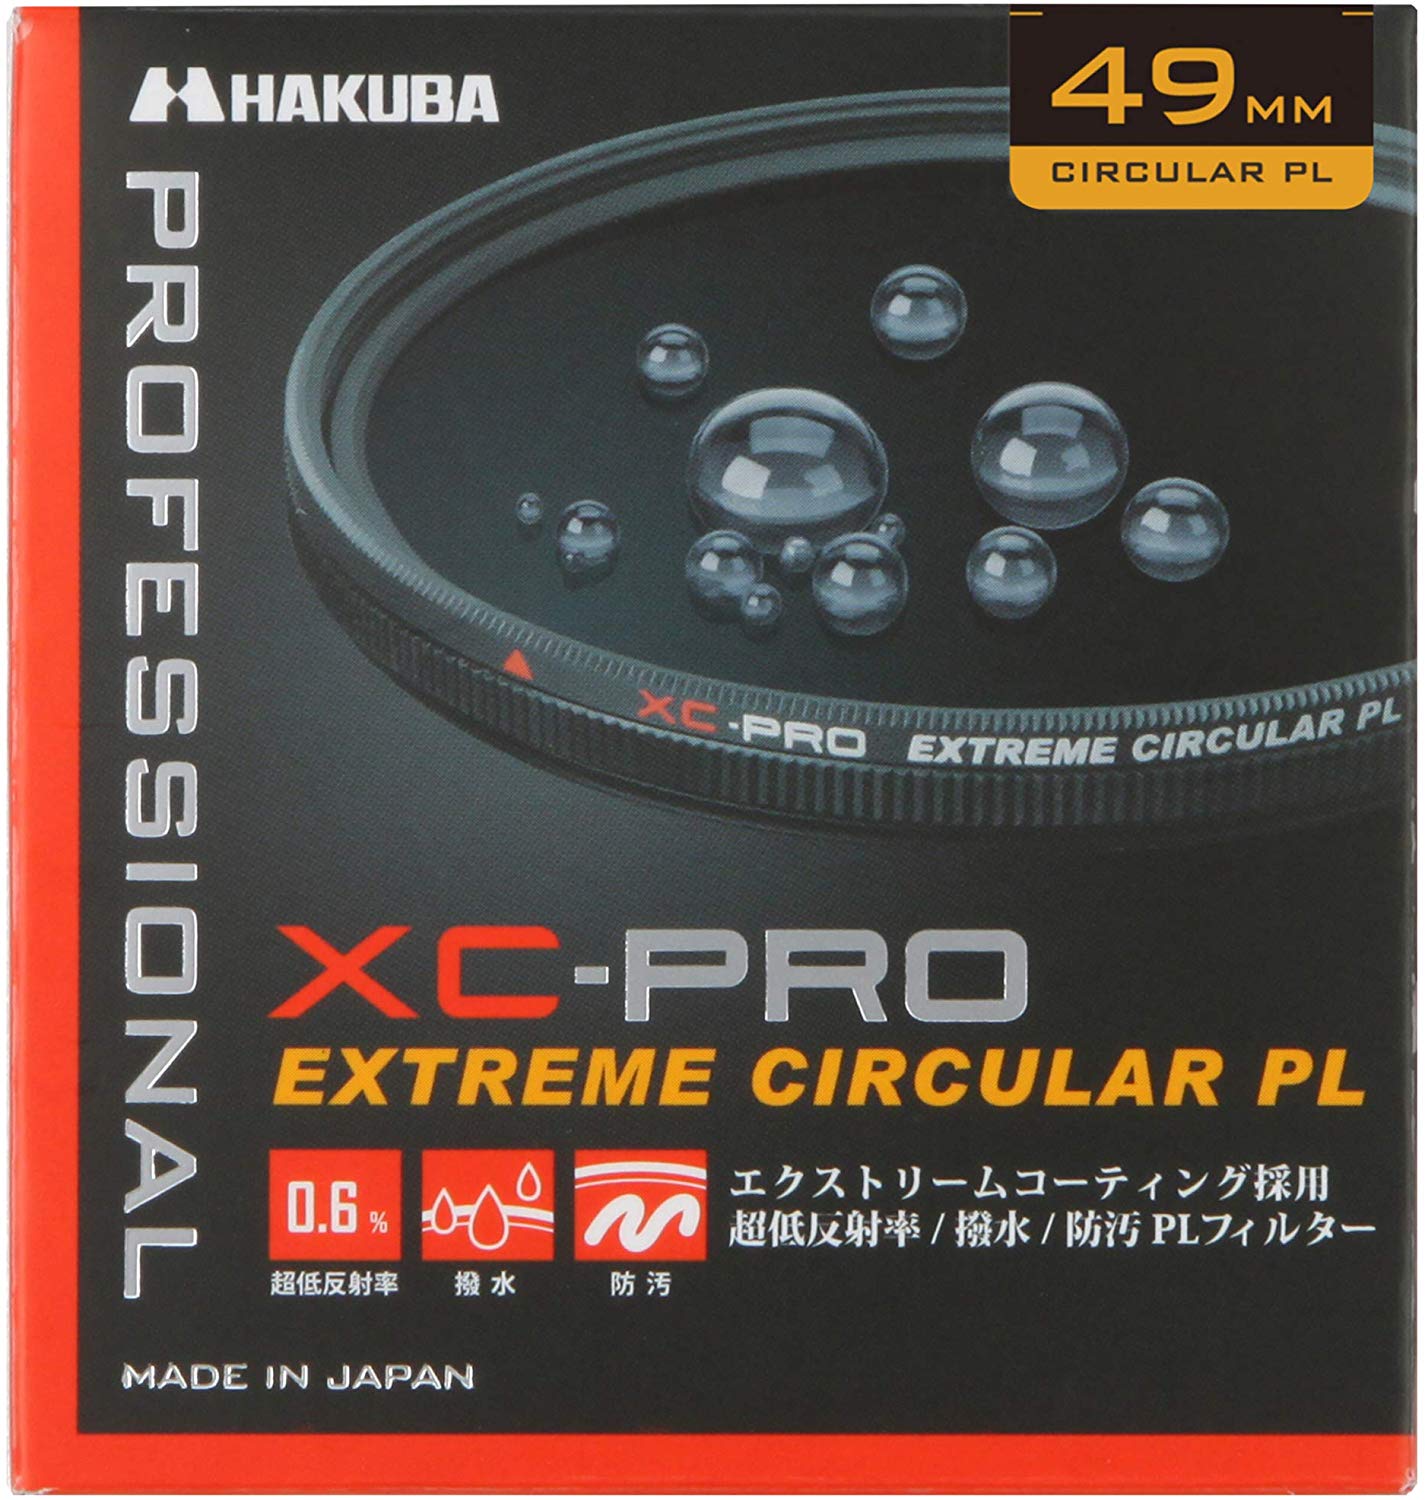 HAKUBA
49MM
CIRCULAR PL
PROFESSIONAL
XC-PRO EXTREME CIRCULAR PL
XC-PRO
EXTREME CIRCULAR PL
0.6%
超低反射率
撥水
防汚
エクストリームコーティング採用
超低反射率/撥水/防汚PLフィルター
MADE IN JAPAN